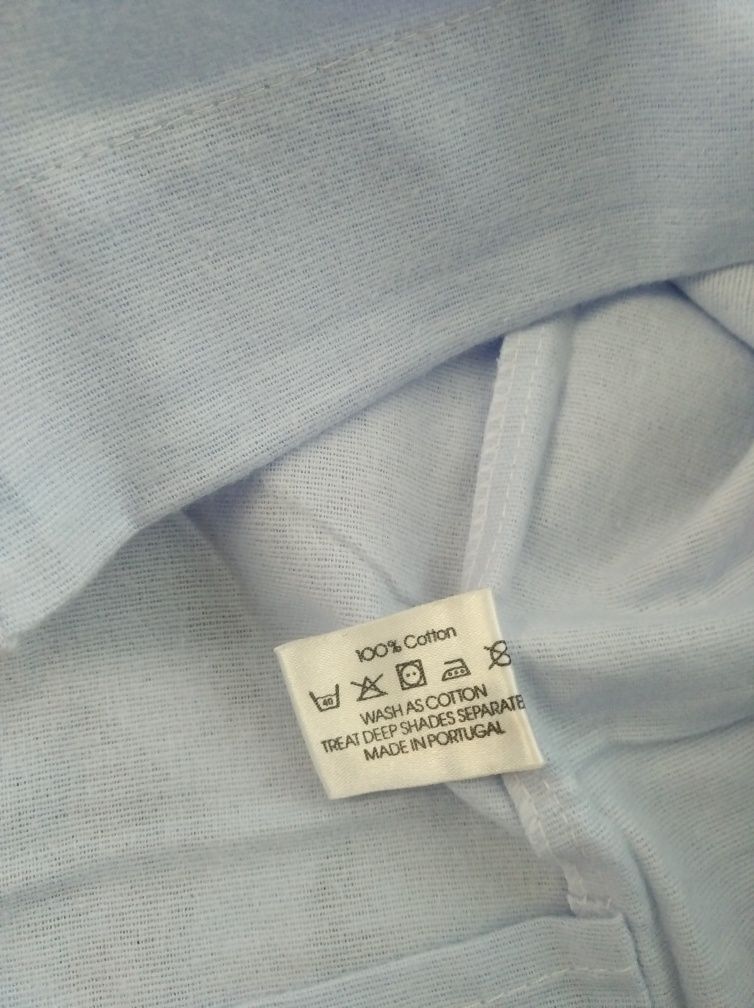 100% Cotton
40
WASH AS COTTON
TREAT DEEP SHADES SEPARATE
MADE IN PORTUGAL